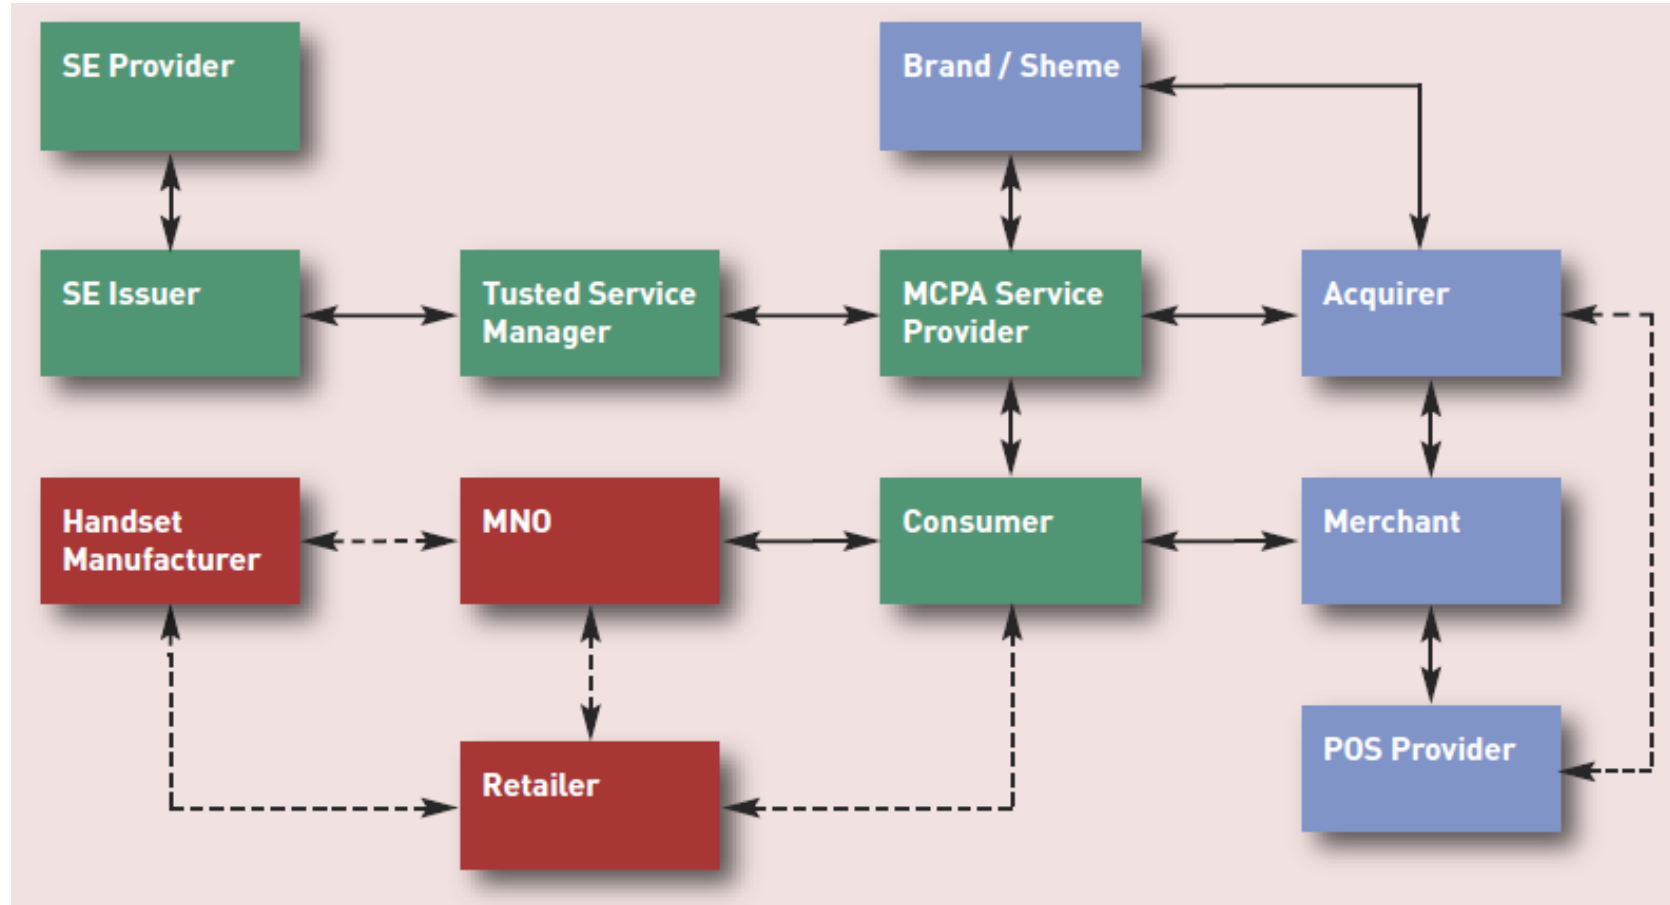 SE Provider
Brand / Sheme
SE Issuer
Tusted Service
Manager
MCPA Service
Provider
Acquirer
Handset
Manufacturer
MNO
Consumer
Merchant
Retailer
POS Provider